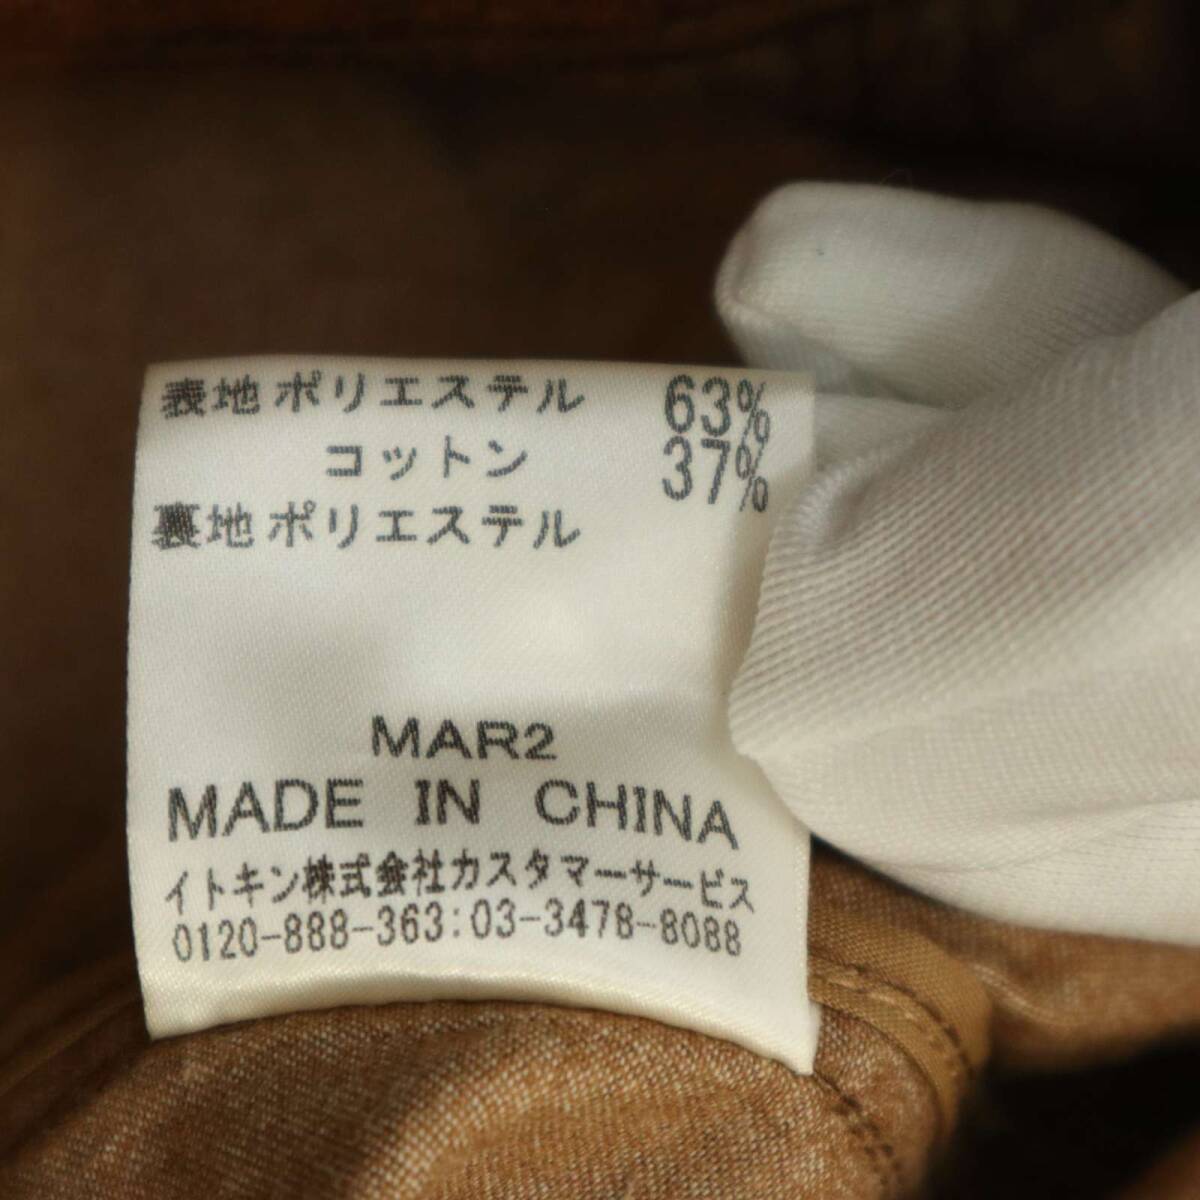 表地 ポリエステル 63%
コットン 37%
裏地 ポリエステル
MAR2
MADE IN CHINA
イトキン株式会社カスタマーサービス
0120-888-363:03-3478-8088